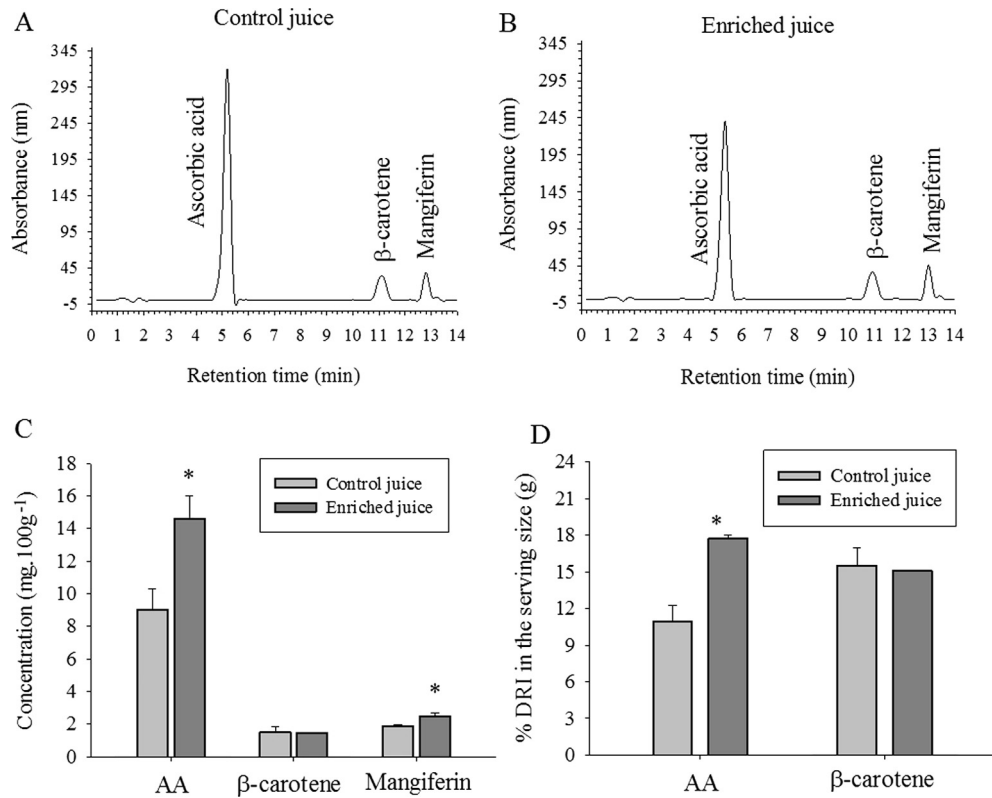 A
Control juice
345
295
245
195
145
95
45
-5
Absorbance (nm)
Ascorbic acid
β-carotene
Mangiferin
0 1 2 3 4 5 6 7 8 9 10 11 12 13 14
Retention time (min)
B
Enriched juice
345
295
245
195
145
95
45
-5
Absorbance (nm)
Ascorbic acid
β-carotene
Mangiferin
0 1 2 3 4 5 6 7 8 9 10 11 12 13 14
Retention time (min)
C
18
16
14
12
10
8
6
4
2
0
Concentration (mg.100g-1)
Control juice
Enriched juice
*
*
AA β-carotene Mangiferin
D
24
21
18
15
12
9
6
3
0
% DRI in the serving size (g)
Control juice
Enriched juice
*
AA β-carotene